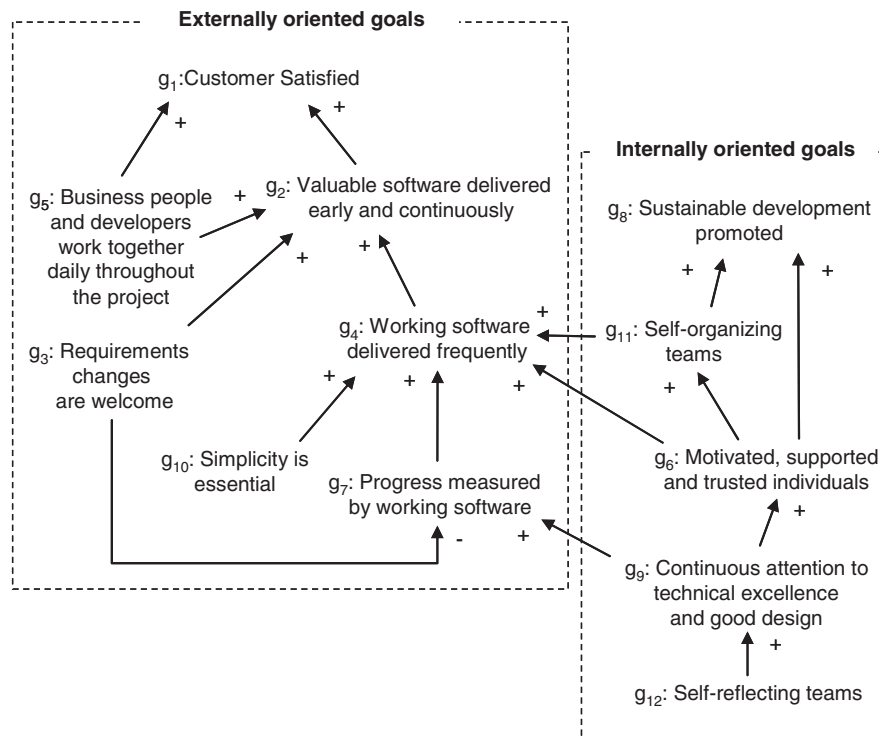 Externally oriented goals
g1:Customer Satisfied
+
+
Internally oriented goals
g5: Business people
and developers
work together
daily throughout
the project
+
g2: Valuable software delivered
early and continuously
+
+
g8: Sustainable development
promoted
+
+
g3: Requirements
changes
are welcome
g4: Working software
delivered frequently
+
+
+
+
g11: Self-organizing
teams
+
g10: Simplicity is
essential
g7: Progress measured
by working software
-
+
g6: Motivated, supported
and trusted individuals
+
g9: Continuous attention to
technical excellence
and good design
+
g12: Self-reflecting teams